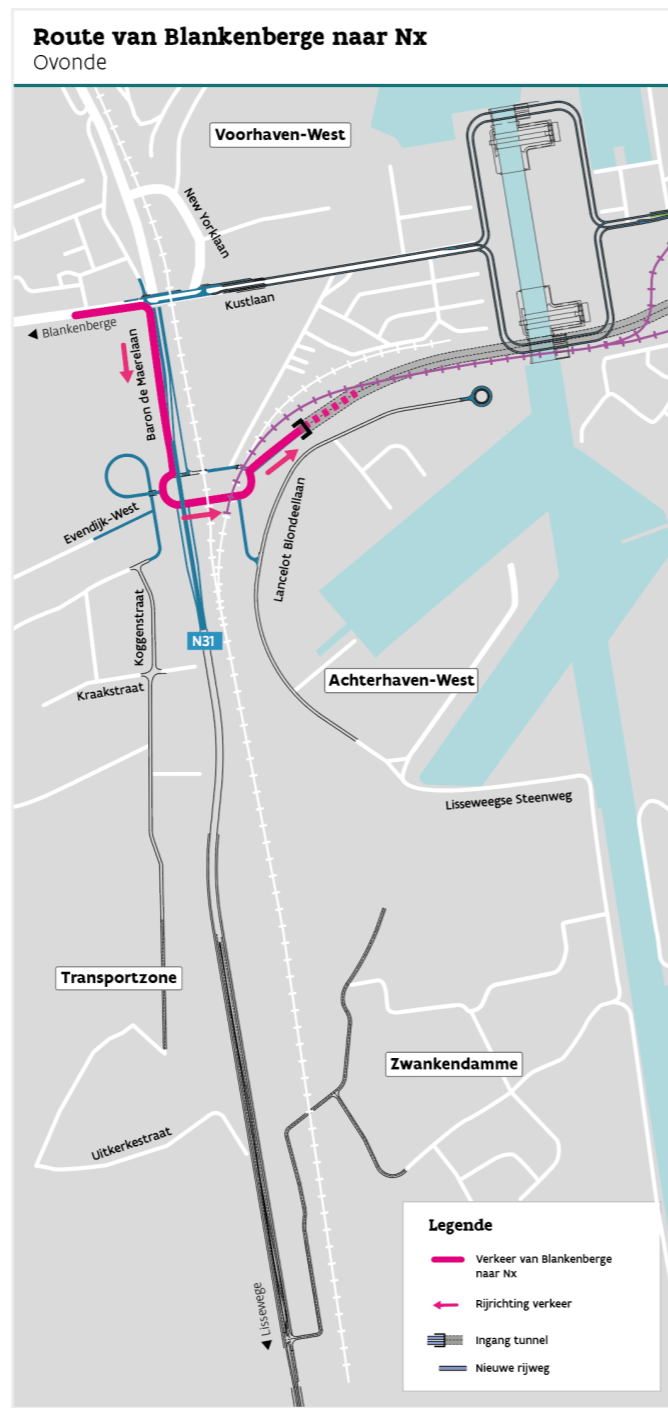 Route van Blankenberge naar Nx
Ovonde
Voorhaven-West
New Yorklaan
Kustlaan
Blankenberge
Baron de Maerelaan
Evendijk-West
Lancelot Blondeellaan
Koggenstraat
N31
Kraakstraat
Achterhaven-West
Lisseweegse Steenweg
Transportzone
Zwankendamme
Uitkerkestraat
Lissewege
Legende
Verkeer van Blankenberge
naar Nx
Rijrichting verkeer
Ingang tunnel
Nieuwe rijweg